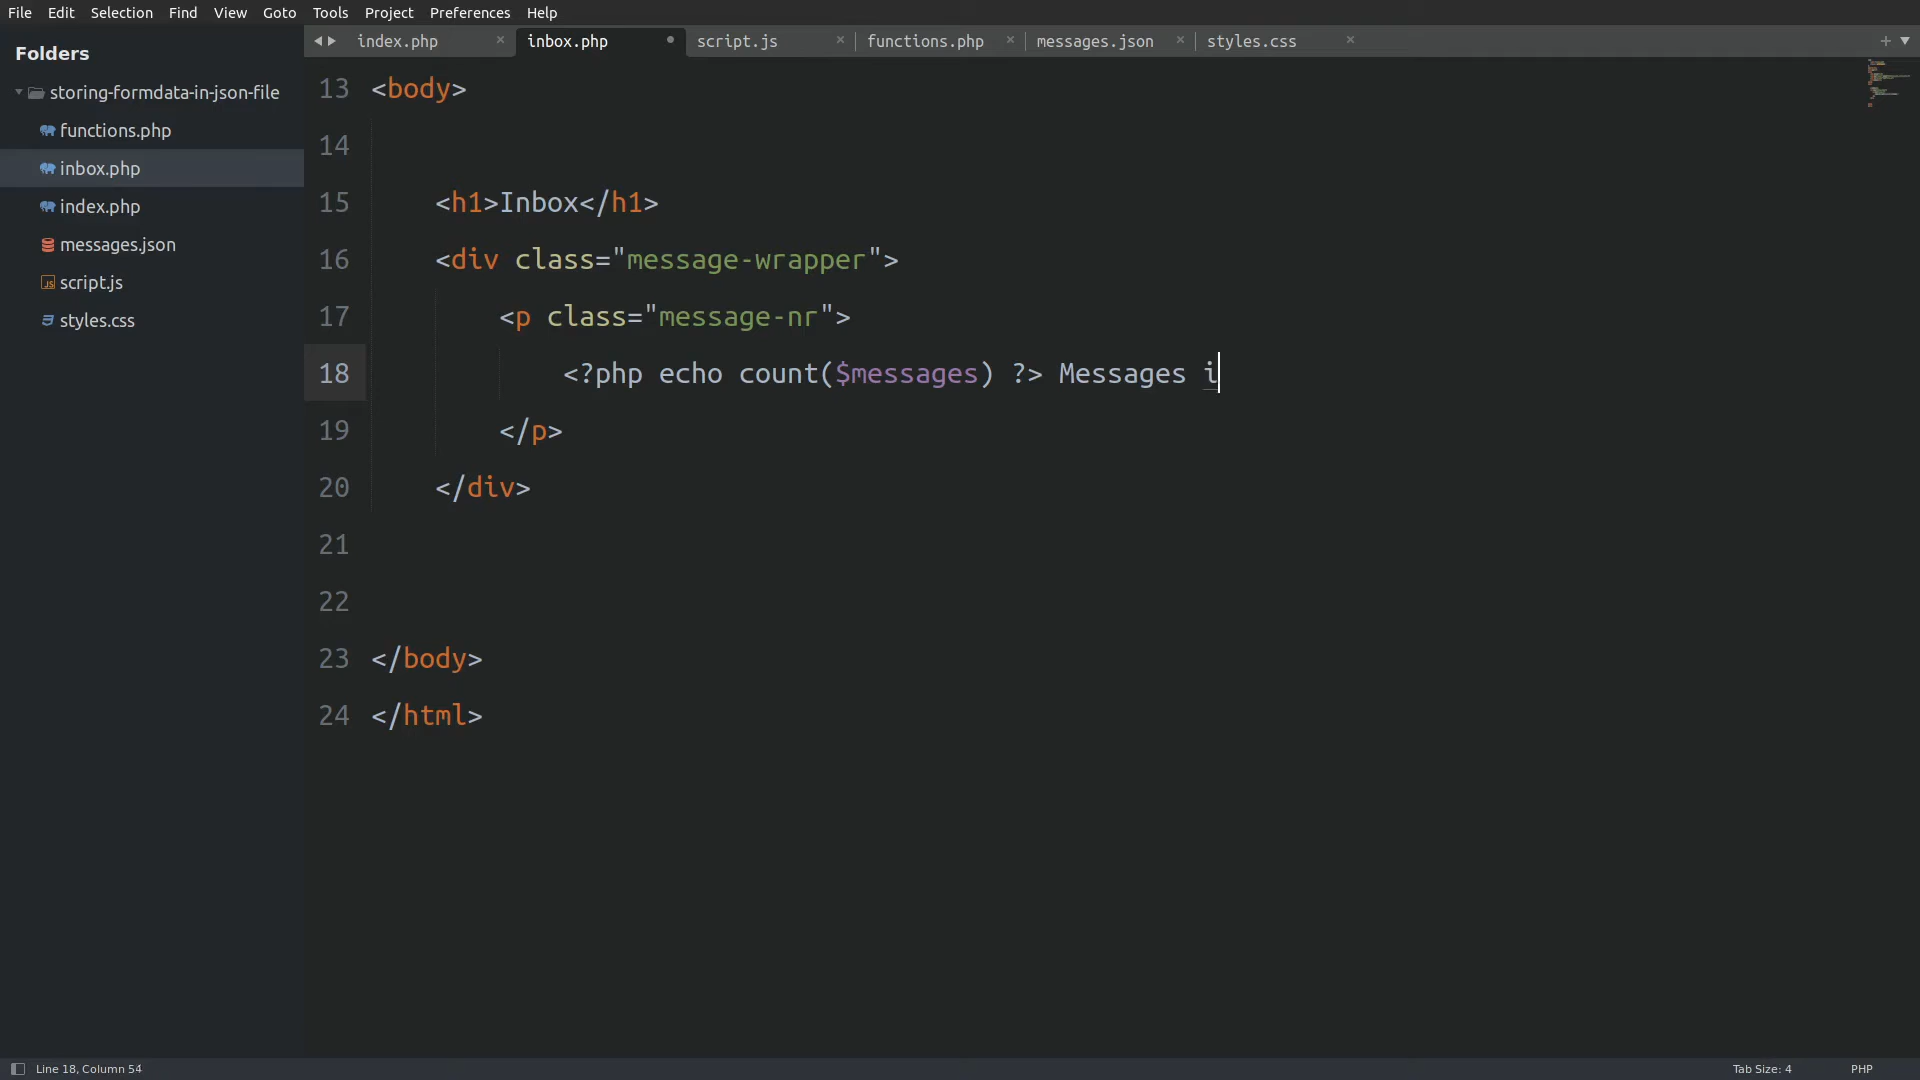 File Edit Selection Find View Goto Tools Project Preferences Help
Folders
storing-formdata-in-json-file
functions.php
inbox.php
index.php
messages.json
script.js
styles.css
index.php × inbox.php script.js × functions.php × messages.json × styles.css ×
13 <body>
14
15 <h1>Inbox</h1>
16 <div class="message-wrapper">
17 <p class="message-nr">
18 <?php echo count($messages) ?> Messages i
19 </p>
20 </div>
21
22
23 </body>
24 </html>
Line 18, Column 54 Tab Size: 4 PHP